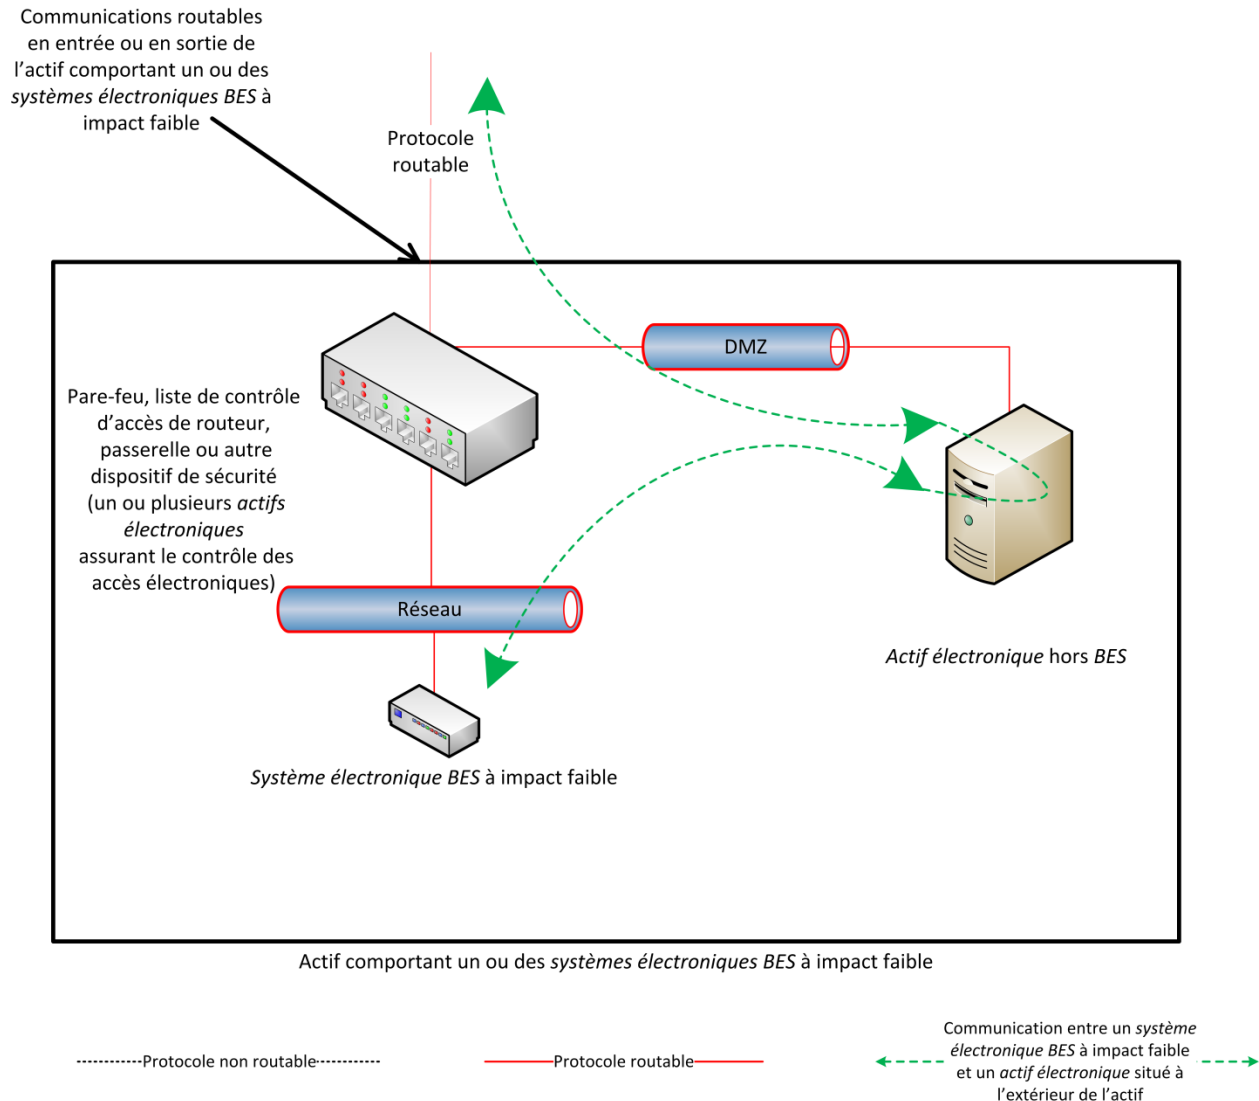 Communications routables
en entrée ou en sortie de
l'actif comportant un ou des
systèmes électroniques BES à
impact faible
Protocole
routable
DMZ
Pare-feu, liste de contrôle
d'accès de routeur,
passerelle ou autre
dispositif de sécurité
(un ou plusieurs actifs
électroniques
assurant le contrôle des
accès électroniques)
Réseau
Actif électronique hors BES
Système électronique BES à impact faible
Actif comportant un ou des systèmes électroniques BES à impact faible
Protocole non routable
Protocole routable
Communication entre un système
électronique BES à impact faible
et un actif électronique situé à
l'extérieur de l'actif